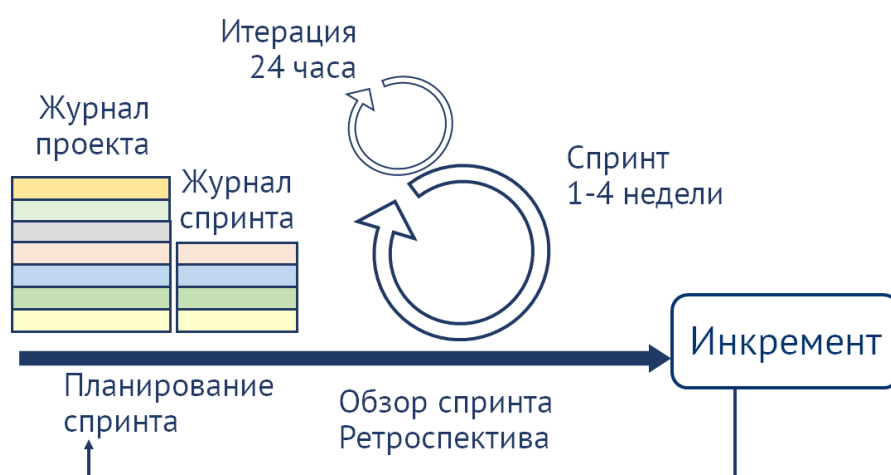 Итерация
24 часа
Журнал
проекта
Журнал
спринта
Спринт
1-4 недели
Инкремент
Планирование
спринта
Обзор спринта
Ретроспектива